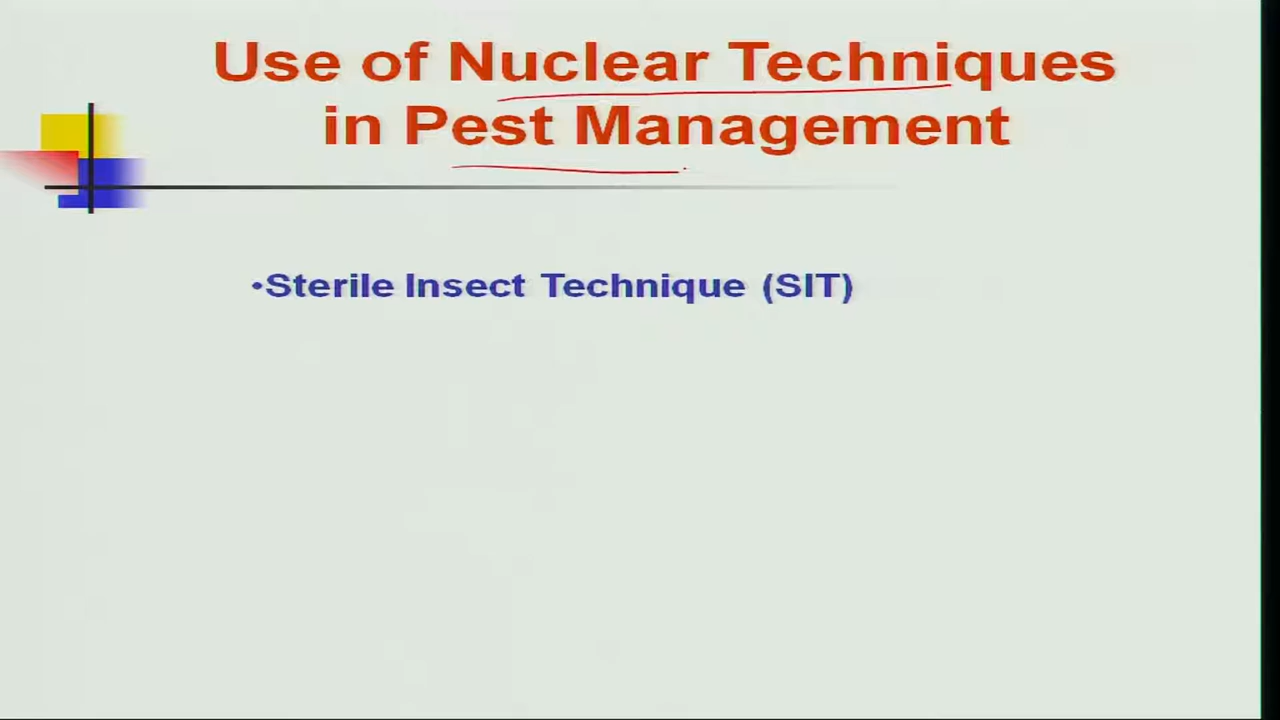 Use of Nuclear Techniques
in Pest Management
•Sterile Insect Technique (SIT)